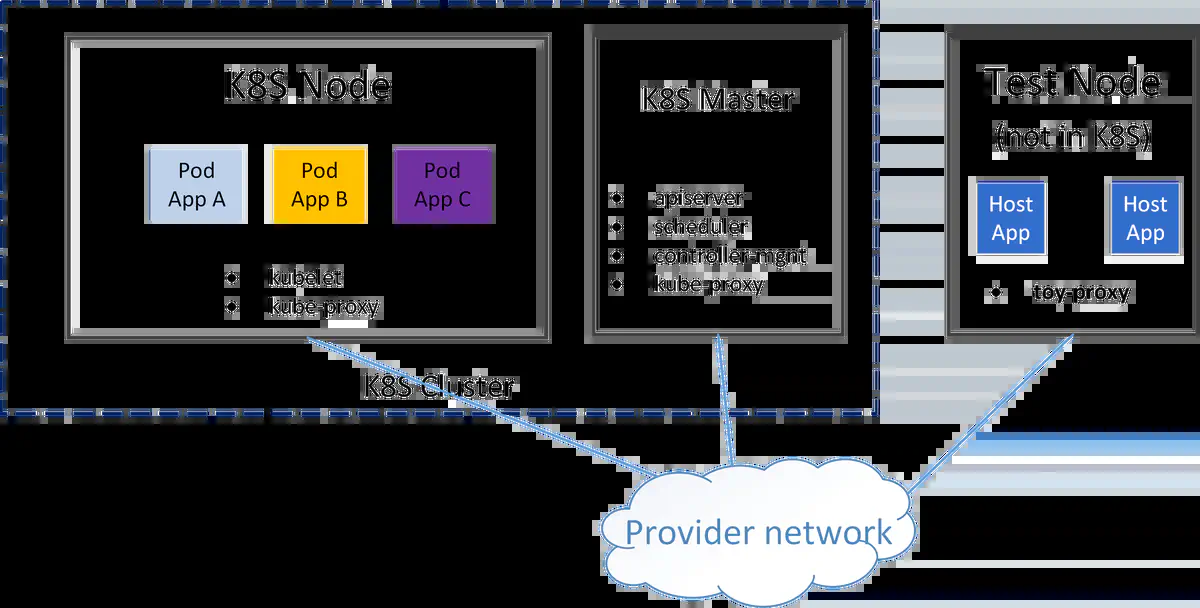 K8S Node
Pod
App A
Pod
App B
Pod
App C
kubelet
kube-proxy
K8S Master
apiserver
scheduler
controller-mgnt
kube-proxy
K8S Cluster
Test Node
(not in K8S)
Host
App
Host
App
toy-proxy
Provider network